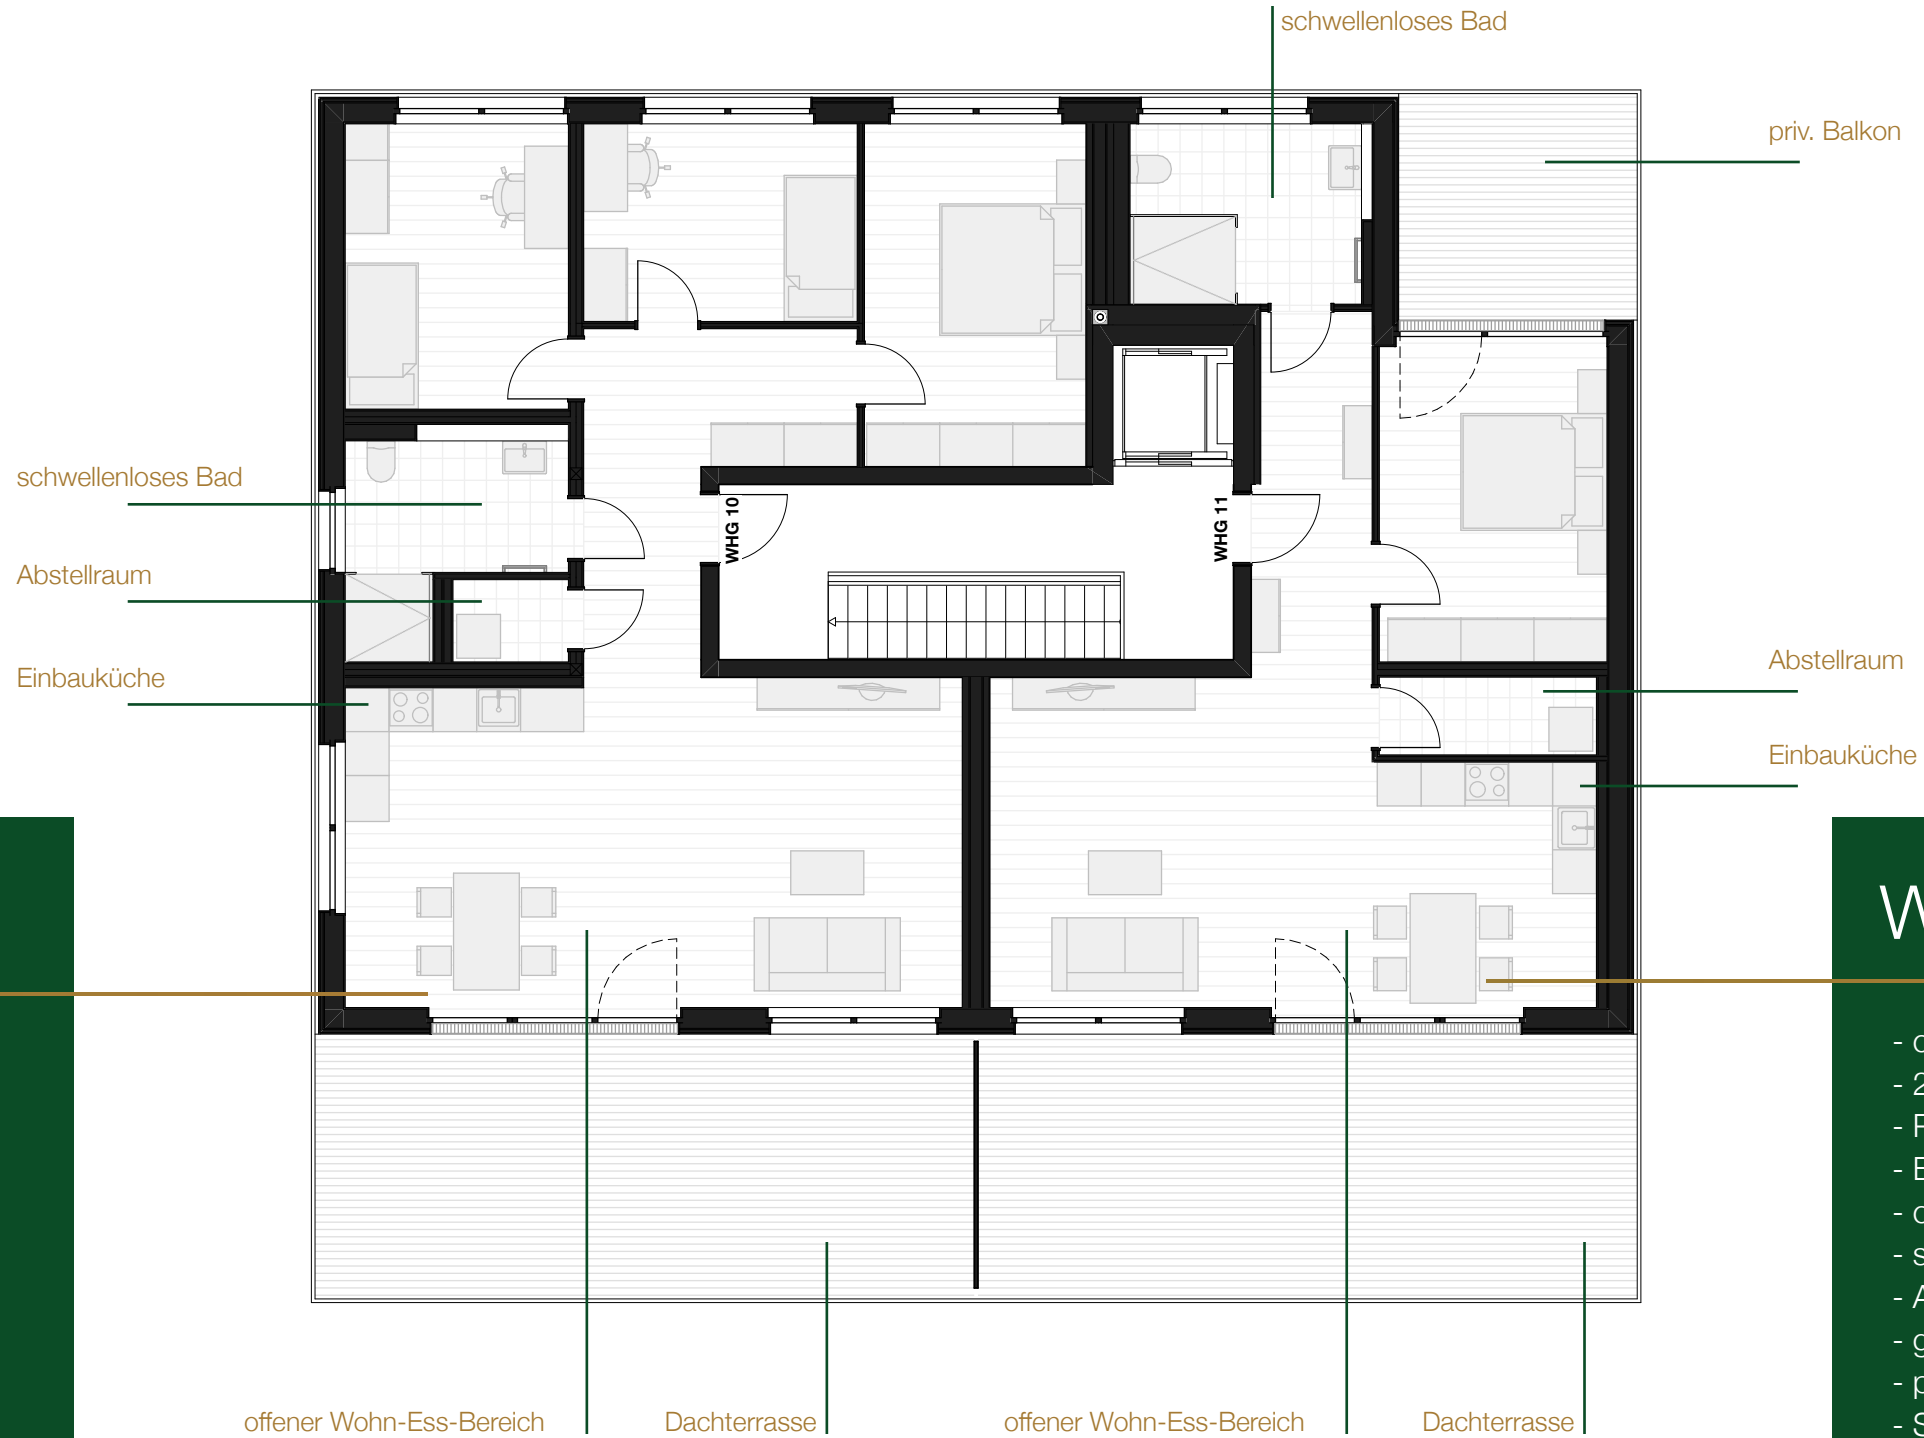 schwellenloses Bad
priv. Balkon
schwellenloses Bad
WHG 10
WHG 11
Abstellraum
Abstellraum
Einbauküche
Einbauküche
offener Wohn-Ess-Bereich
Dachterrasse
offener Wohn-Ess-Bereich
Dachterrasse